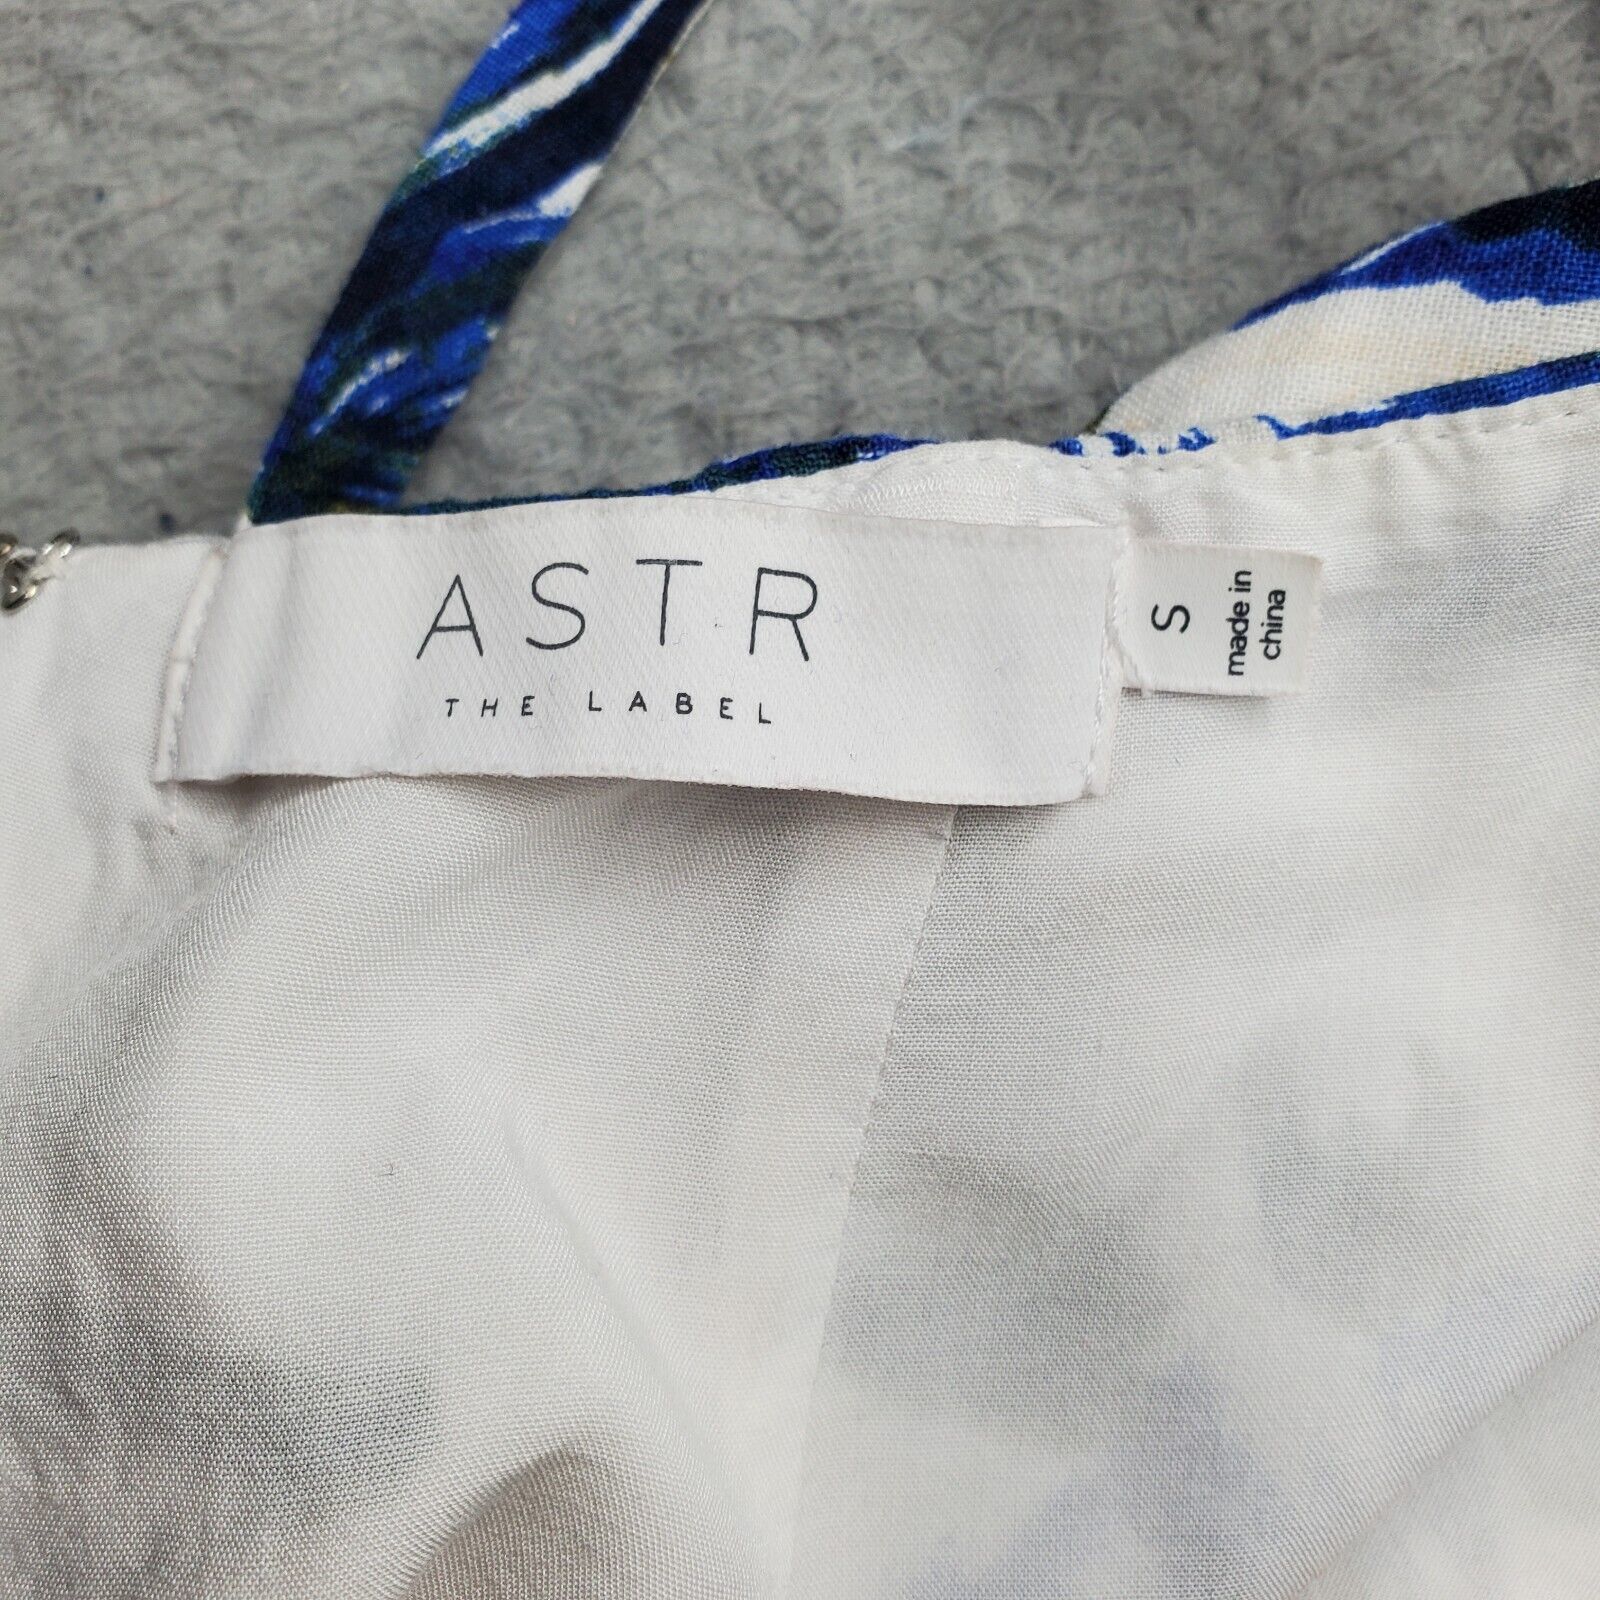 ASTR
THE LABEL
S
made in
china